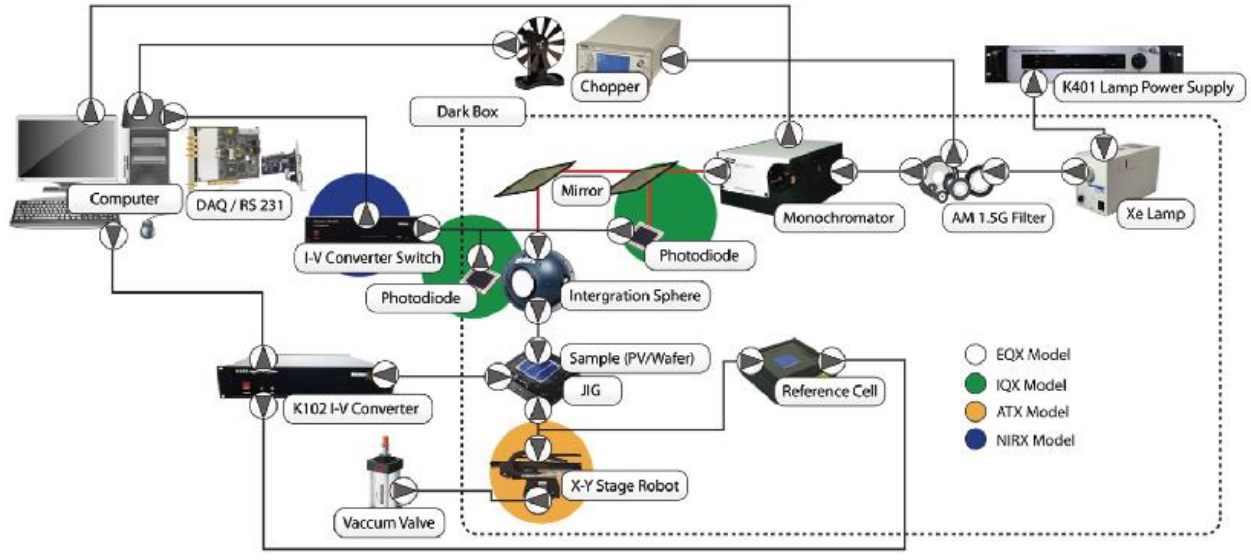 Chopper
K401 Lamp Power Supply
Dark Box
Computer
DAQ / RS 231
Mirror
Monochromator
AM 1.5G Filter
Xe Lamp
I-V Converter Switch
Photodiode
Photodiode
Intergration Sphere
Sample (PV/Wafer)
JIG
Reference Cell
K102 I-V Converter
X-Y Stage Robot
Vaccum Valve
EQX Model
IQX Model
ATX Model
NIRX Model